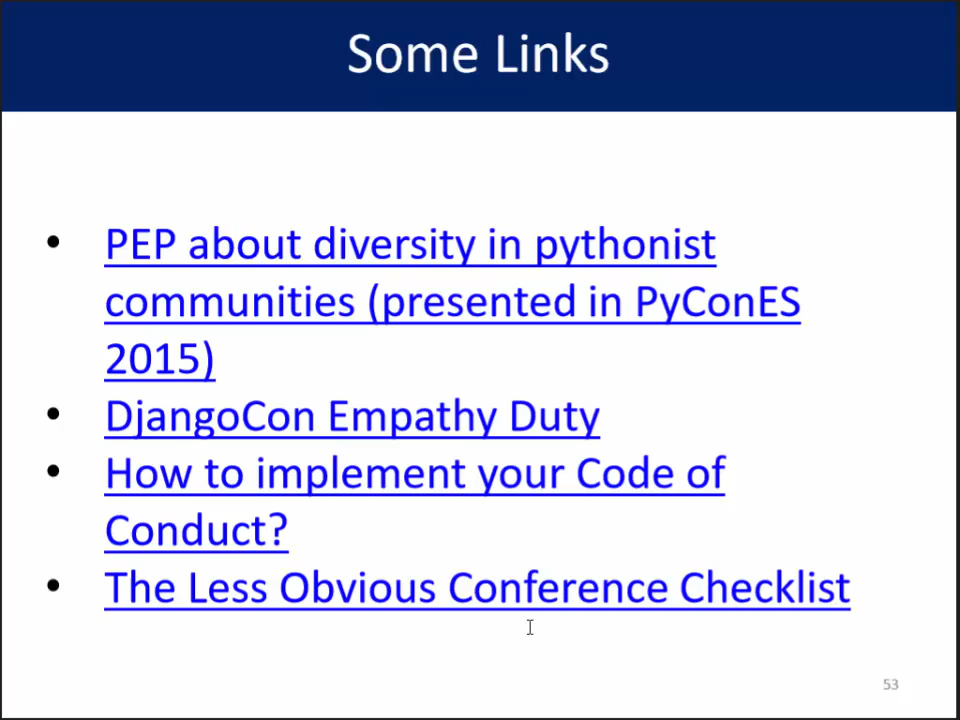 Some Links
• PEP about diversity in pythonist
communities (presented in PyConES
2015)
• DjangoCon Empathy Duty
• How to implement your Code of
Conduct?
• The Less Obvious Conference Checklist
53